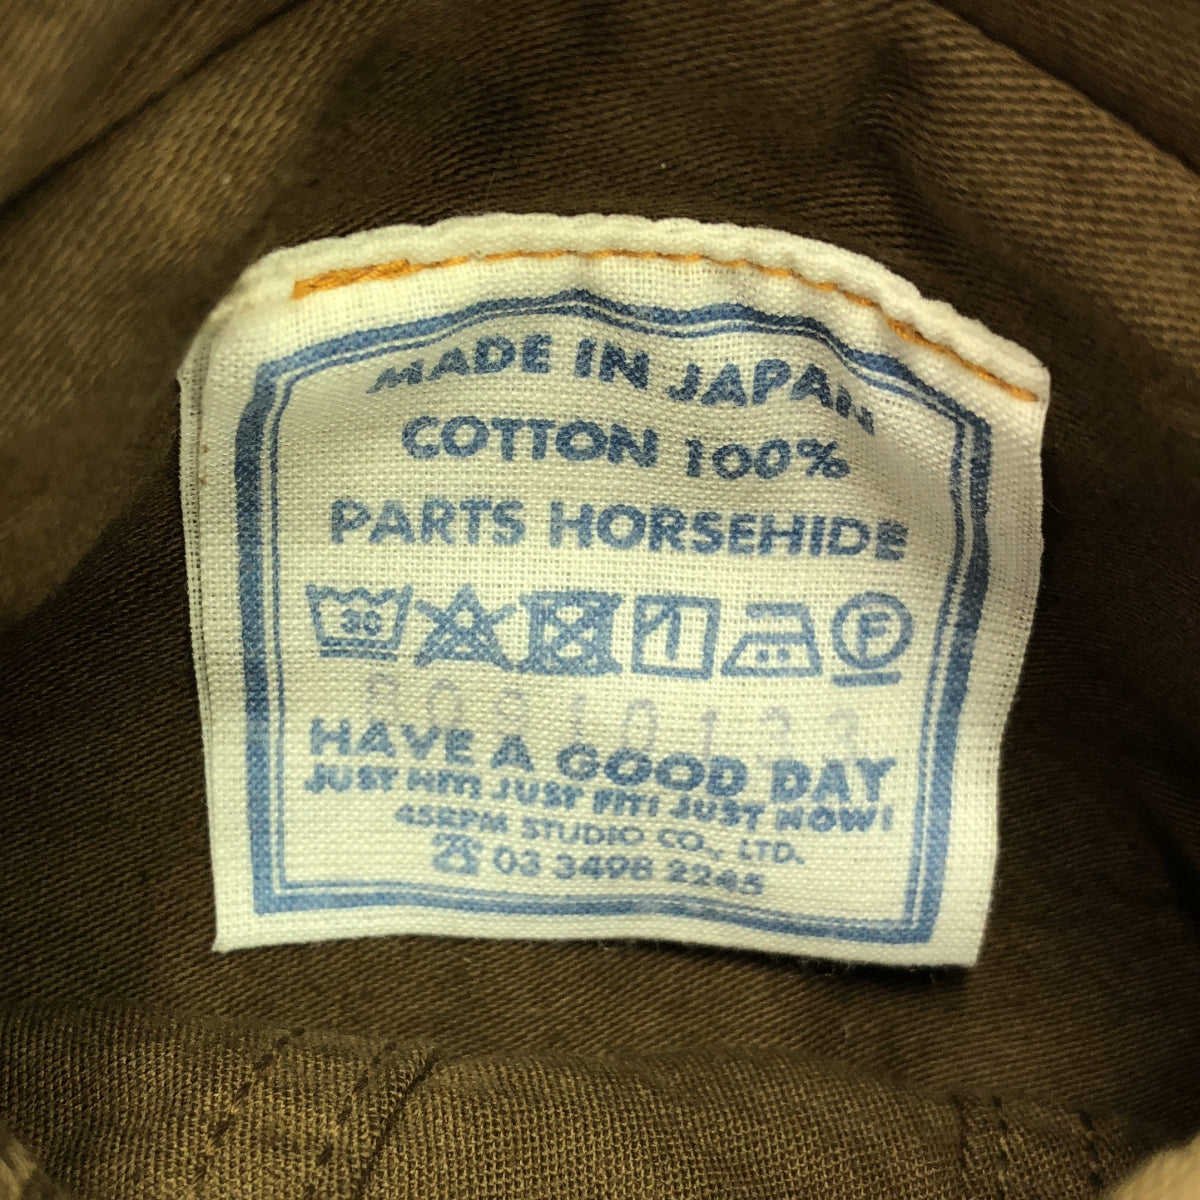 MADE IN JAPAN
COTTON 100%
PARTS HORSEHIDE
30 F
HAVE A GOOD DAY
JUST HIT! JUST FIT! JUST NOW!
45RPM STUDIO CO., LTD.
☎ 03 3498 2245